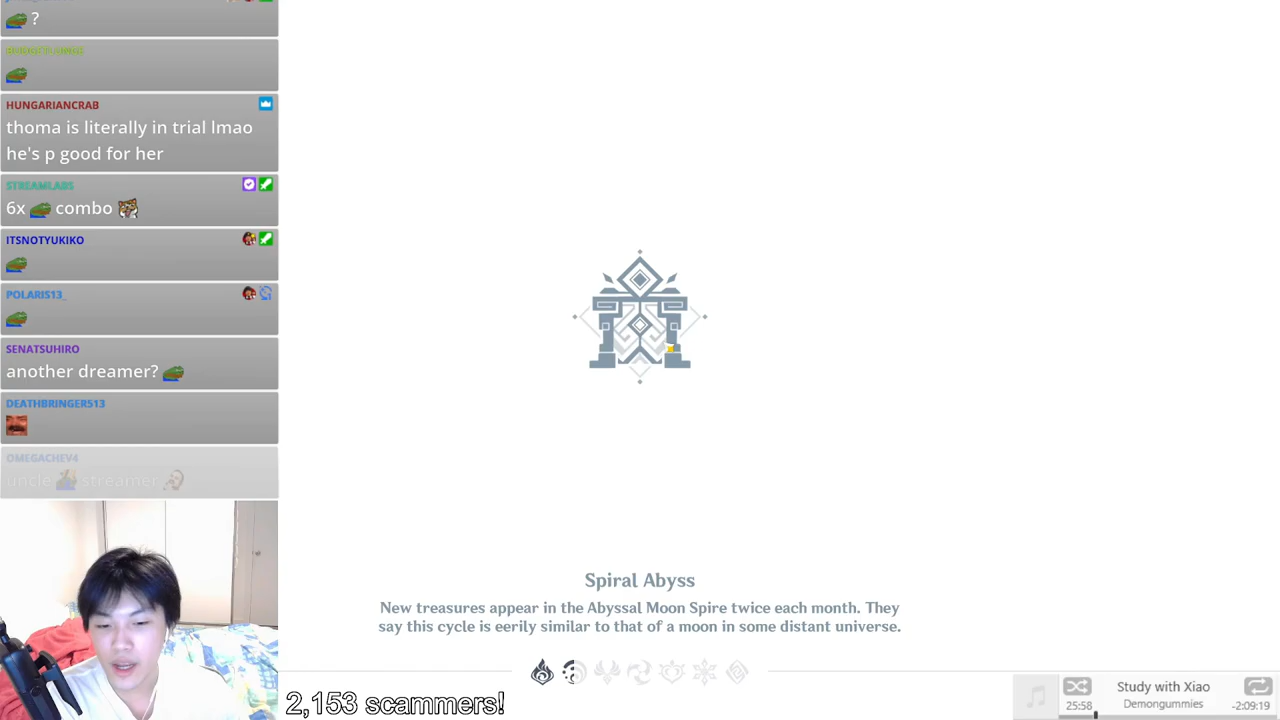 ?
HUNGARIANCRAB
thoma is literally in trial lmao
he's p good for her
STREAMLABS
6x combo
ITSNOTYUKIKO
POLARIS13_
SENATSUHIRO
another dreamer?
DEATHBRINGER513
OMEGACHEV4
uncle streamer
Spiral Abyss
New treasures appear in the Abyssal Moon Spire twice each month. They
say this cycle is eerily similar to that of a moon in some distant universe.
2,153 scammers!
Study with Xiao
Demongummies
25:58
-2:09:19